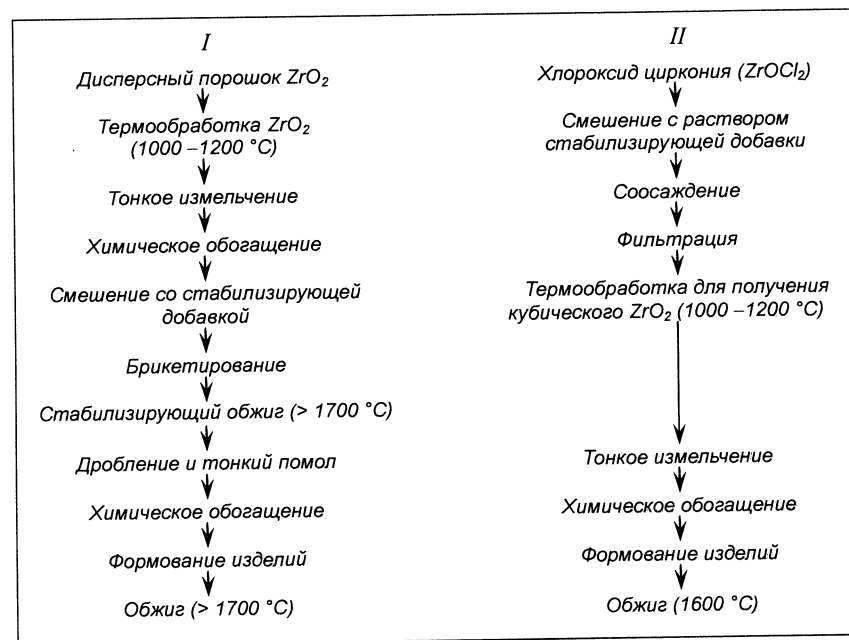 I
Дисперсный порошок ZrO₂
Термообработка ZrO₂
(1000 –1200 °C)
Тонкое измельчение
Химическое обогащение
Смешение со стабилизирующей
добавкой
Брикетирование
Стабилизирующий обжиг (> 1700 °C)
Дробление и тонкий помол
Химическое обогащение
Формование изделий
Обжиг (> 1700 °C)
II
Хлороксид циркония (ZrOCl₂)
Смешение с раствором
стабилизирующей добавки
Соосаждение
Фильтрация
Термообработка для получения
кубического ZrO₂ (1000 –1200 °C)
Тонкое измельчение
Химическое обогащение
Формование изделий
Обжиг (1600 °C)